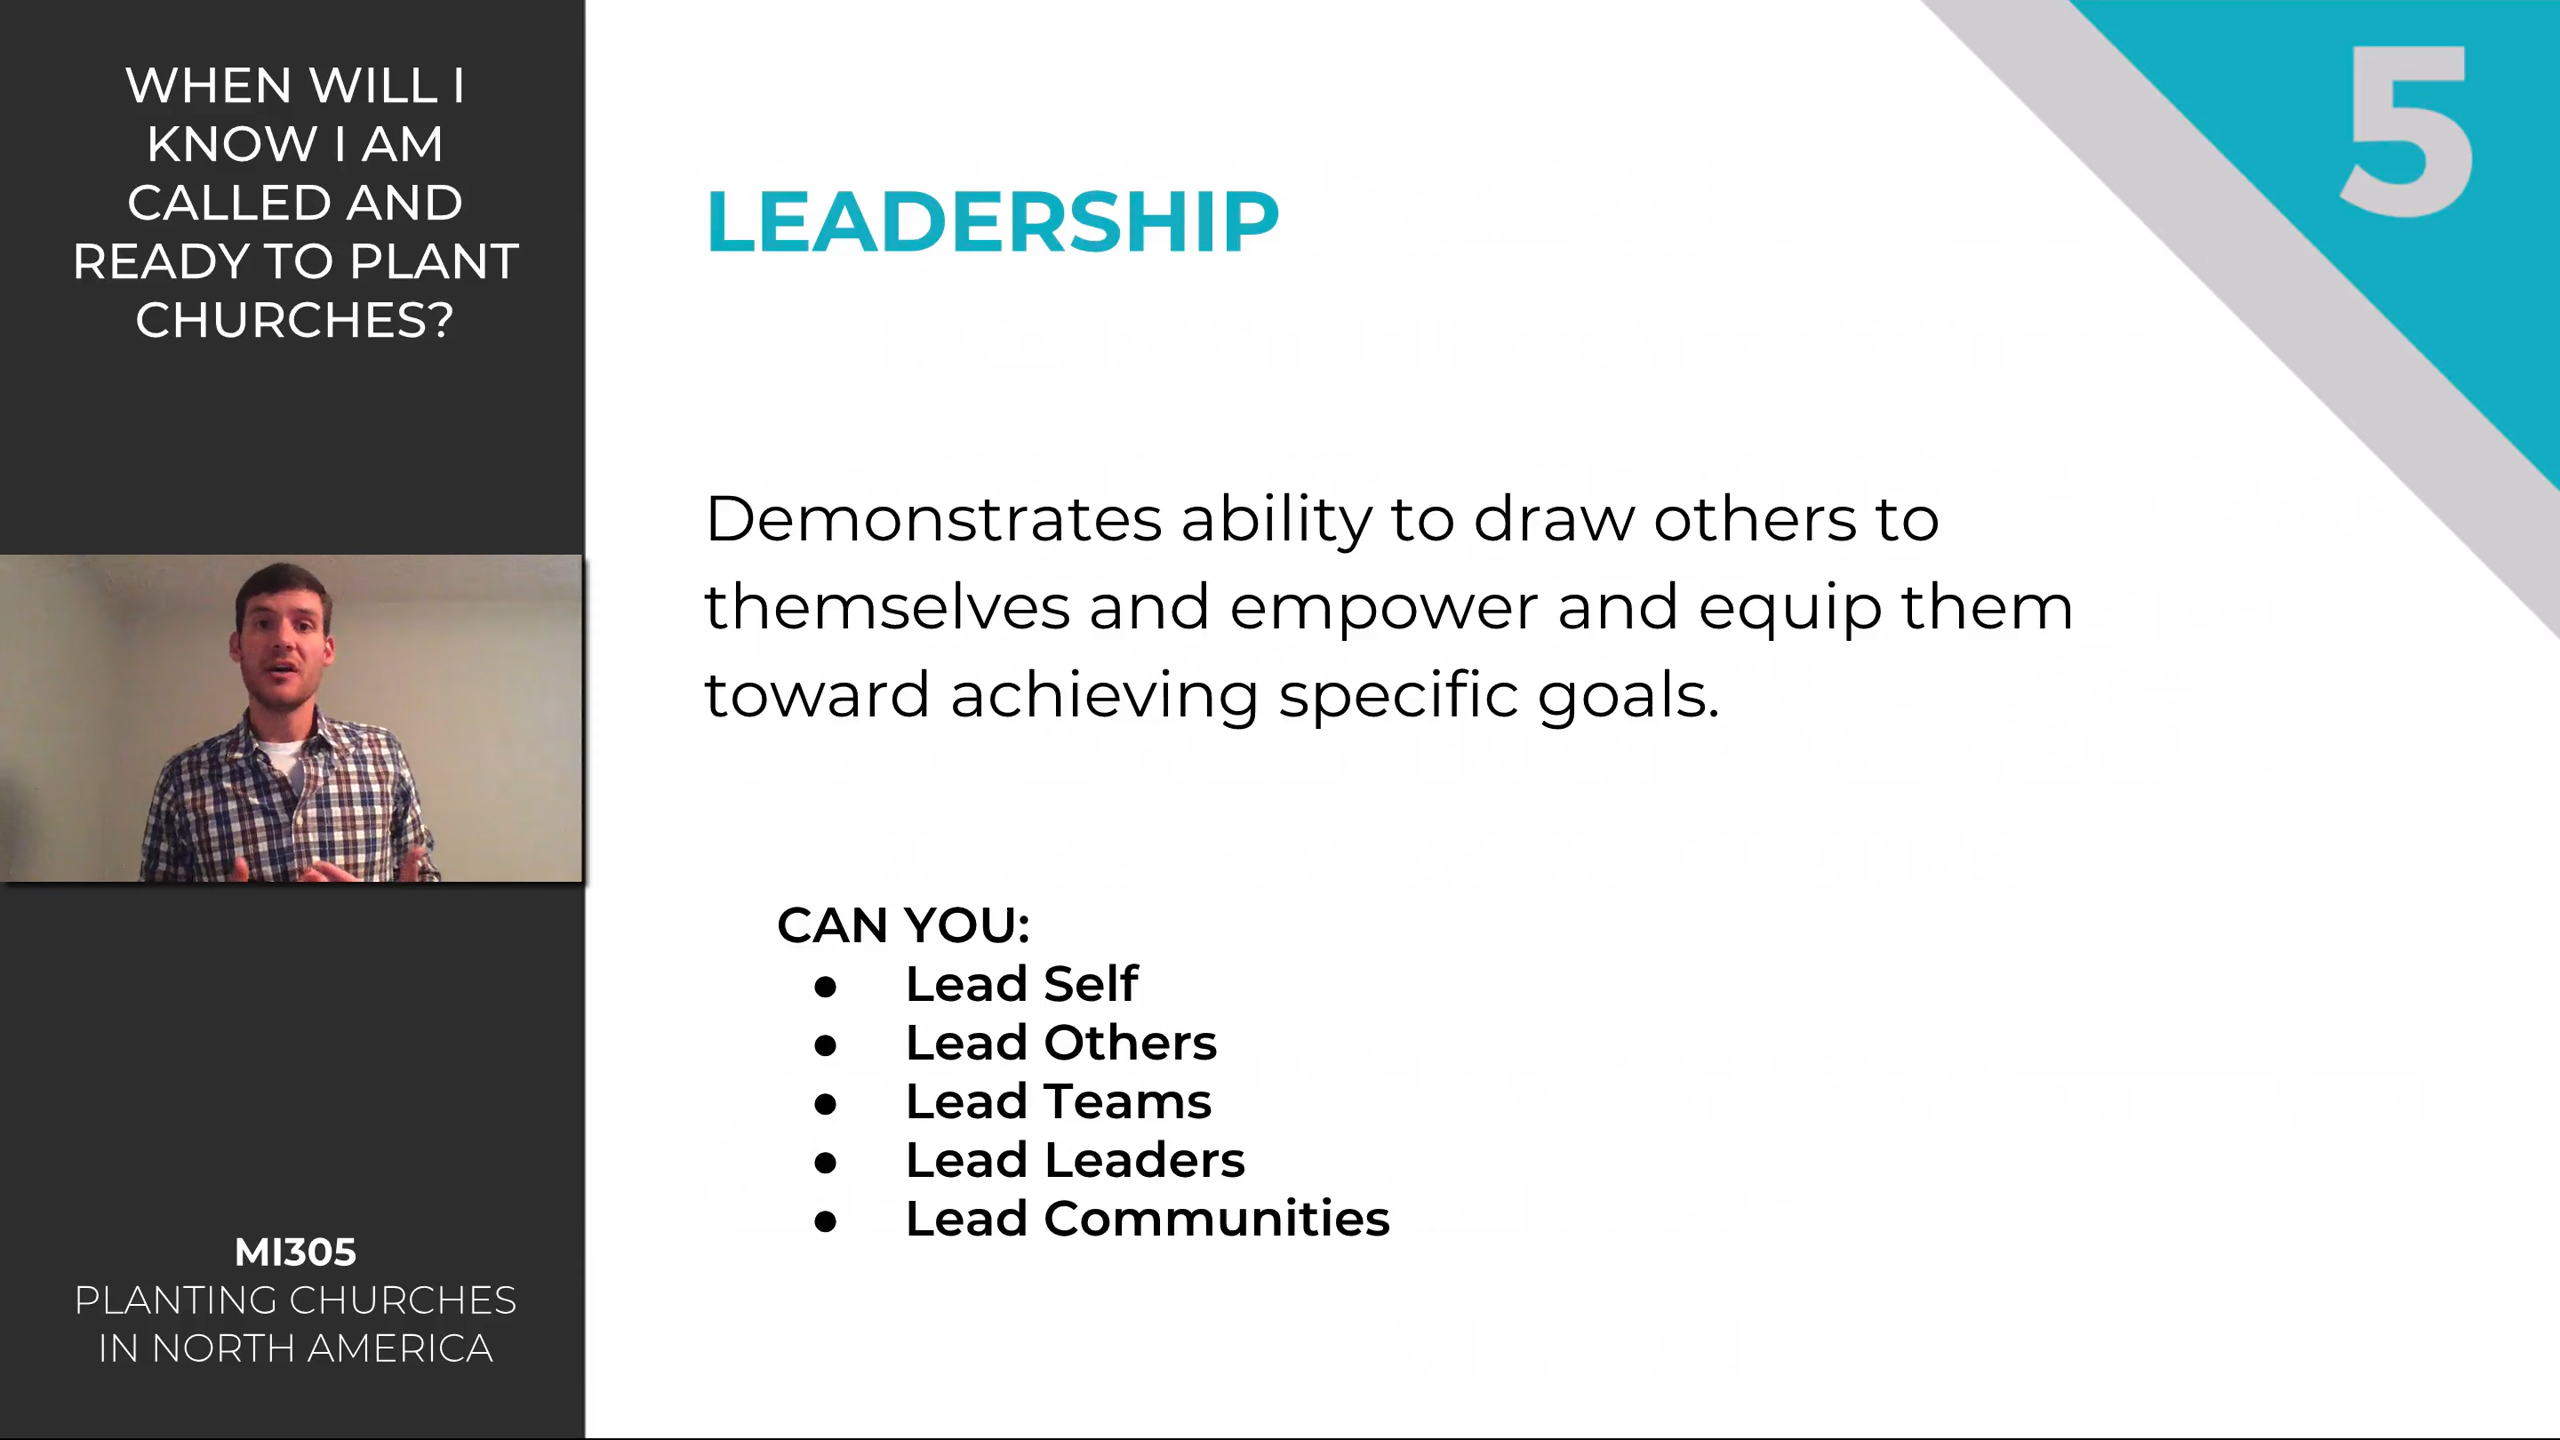 WHEN WILL I
KNOW I AM
CALLED AND
READY TO PLANT
CHURCHES?
MI305
PLANTING CHURCHES
IN NORTH AMERICA
5
LEADERSHIP
Demonstrates ability to draw others to
themselves and empower and equip them
toward achieving specific goals.
CAN YOU:
● Lead Self
● Lead Others
● Lead Teams
● Lead Leaders
● Lead Communities